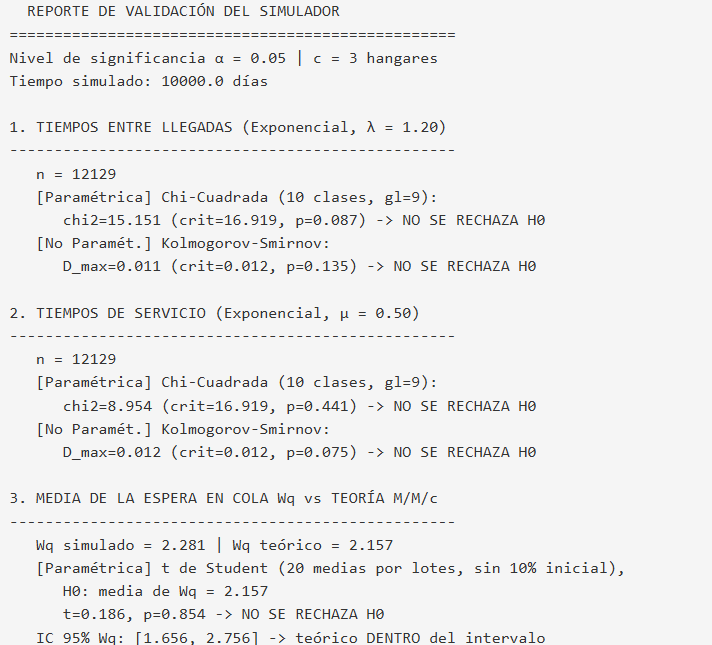 REPORTE DE VALIDACIÓN DEL SIMULADOR
==================================================
Nivel de significancia α = 0.05 | c = 3 hangares
Tiempo simulado: 10000.0 días
1. TIEMPOS ENTRE LLEGADAS (Exponencial, λ = 1.20)
--------------------------------------------------
n = 12129
[Paramétrica] Chi-Cuadrada (10 clases, gl=9):
chi2=15.151 (crit=16.919, p=0.087) -> NO SE RECHAZA H0
[No Paramét.] Kolmogorov-Smirnov:
D_max=0.011 (crit=0.012, p=0.135) -> NO SE RECHAZA H0
2. TIEMPOS DE SERVICIO (Exponencial, μ = 0.50)
--------------------------------------------------
n = 12129
[Paramétrica] Chi-Cuadrada (10 clases, gl=9):
chi2=8.954 (crit=16.919, p=0.441) -> NO SE RECHAZA H0
[No Paramét.] Kolmogorov-Smirnov:
D_max=0.012 (crit=0.012, p=0.075) -> NO SE RECHAZA H0
3. MEDIA DE LA ESPERA EN COLA Wq vs TEORÍA M/M/c
--------------------------------------------------
Wq simulado = 2.281 | Wq teórico = 2.157
[Paramétrica] t de Student (20 medias por lotes, sin 10% inicial),
H0: media de Wq = 2.157
t=0.186, p=0.854 -> NO SE RECHAZA H0
IC 95% Wq: [1.656, 2.756] -> teórico DENTRO del intervalo